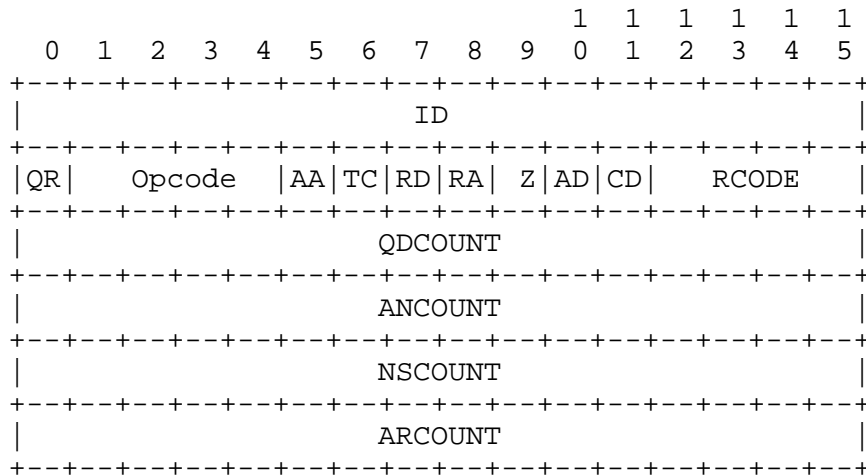 1  1  1  1  1  1
  0  1  2  3  4  5  6  7  8  9  0  1  2  3  4  5
+--+--+--+--+--+--+--+--+--+--+--+--+--+--+--+--+
|                      ID                       |
+--+--+--+--+--+--+--+--+--+--+--+--+--+--+--+--+
|QR|   Opcode  |AA|TC|RD|RA| Z|AD|CD|   RCODE   |
+--+--+--+--+--+--+--+--+--+--+--+--+--+--+--+--+
|                    QDCOUNT                    |
+--+--+--+--+--+--+--+--+--+--+--+--+--+--+--+--+
|                    ANCOUNT                    |
+--+--+--+--+--+--+--+--+--+--+--+--+--+--+--+--+
|                    NSCOUNT                    |
+--+--+--+--+--+--+--+--+--+--+--+--+--+--+--+--+
|                    ARCOUNT                    |
+--+--+--+--+--+--+--+--+--+--+--+--+--+--+--+--+